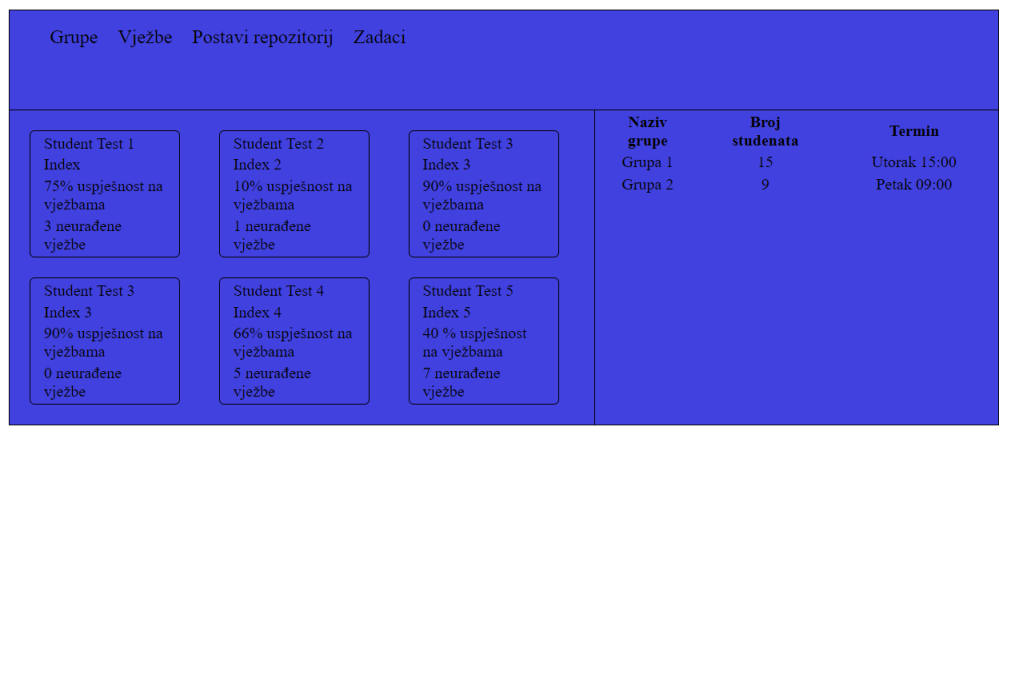 Grupe Vježbe Postavi repozitorij Zadaci
Student Test 1
Index
75% uspješnost na
vježbama
3 neurađene
vježbe
Student Test 2
Index 2
10% uspješnost na
vježbama
1 neurađene
vježbe
Student Test 3
Index 3
90% uspješnost na
vježbama
0 neurađene
vježbe
Student Test 3
Index 3
90% uspješnost na
vježbama
0 neurađene
vježbe
Student Test 4
Index 4
66% uspješnost na
vježbama
5 neurađene
vježbe
Student Test 5
Index 5
40 % uspješnost
na vježbama
7 neurađene
vježbe
Naziv
grupe
Broj
studenata
Termin
Grupa 1 15 Utorak 15:00
Grupa 2 9 Petak 09:00